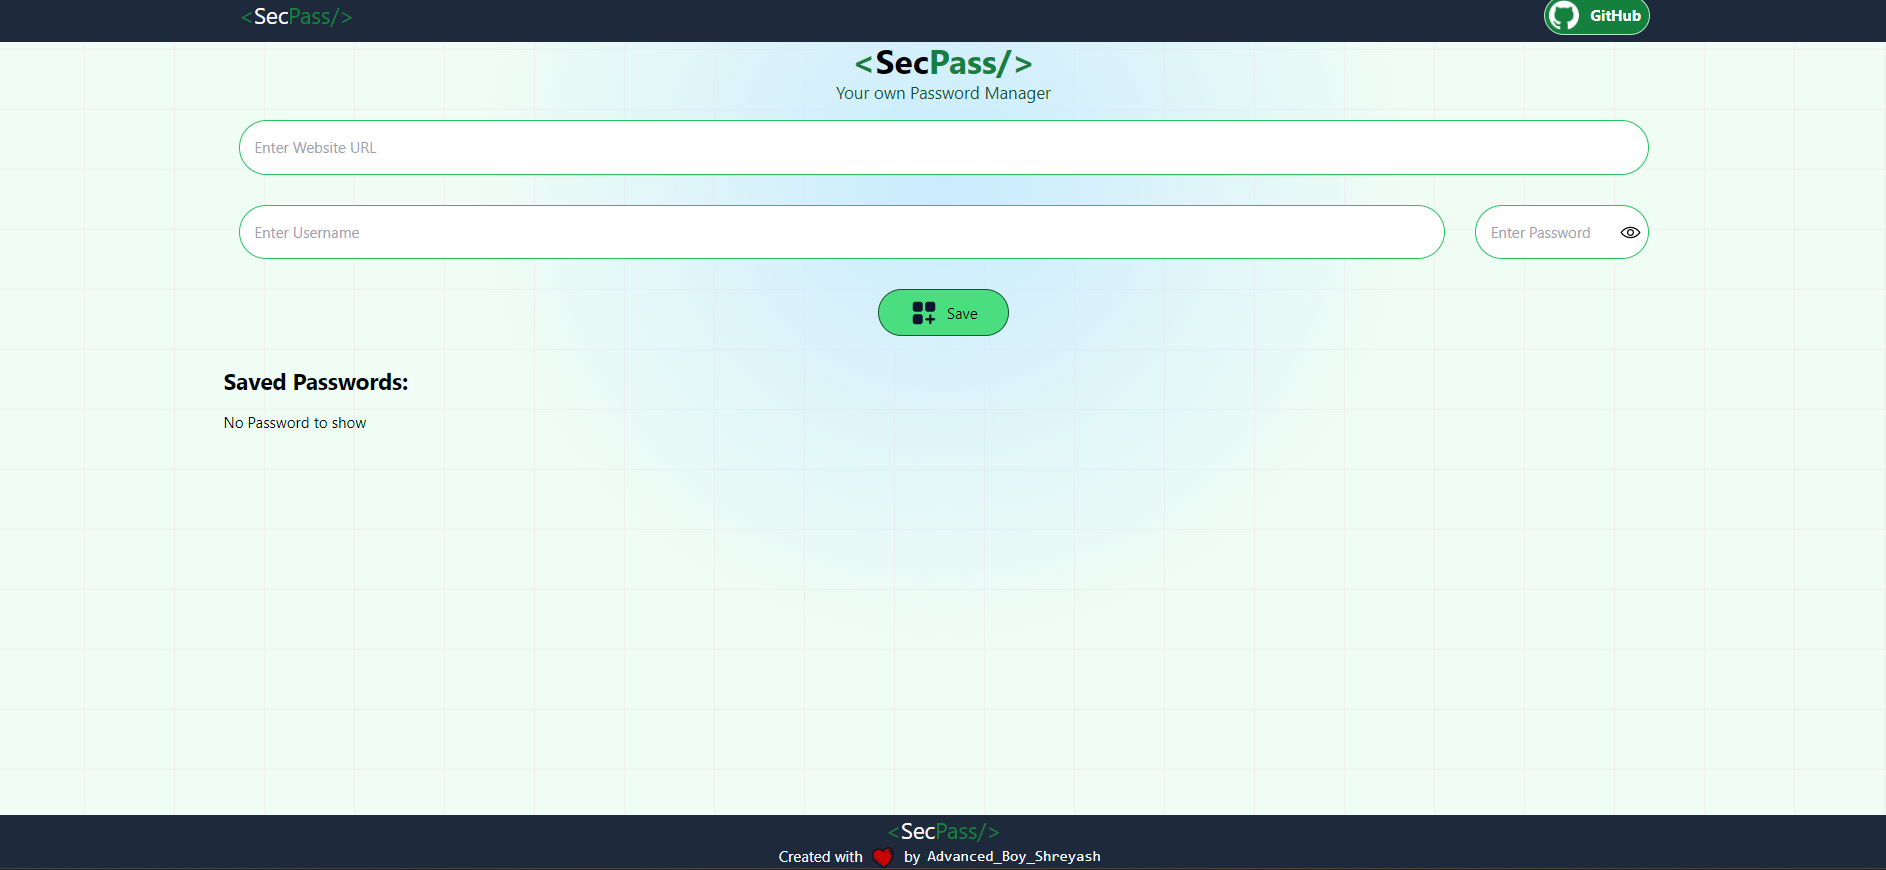 <SecPass/>
GitHub
<SecPass/>
Your own Password Manager
Enter Website URL
Enter Username
Enter Password
Save
Saved Passwords:
No Password to show
<SecPass/>
Created with by Advanced_Boy_Shreyash